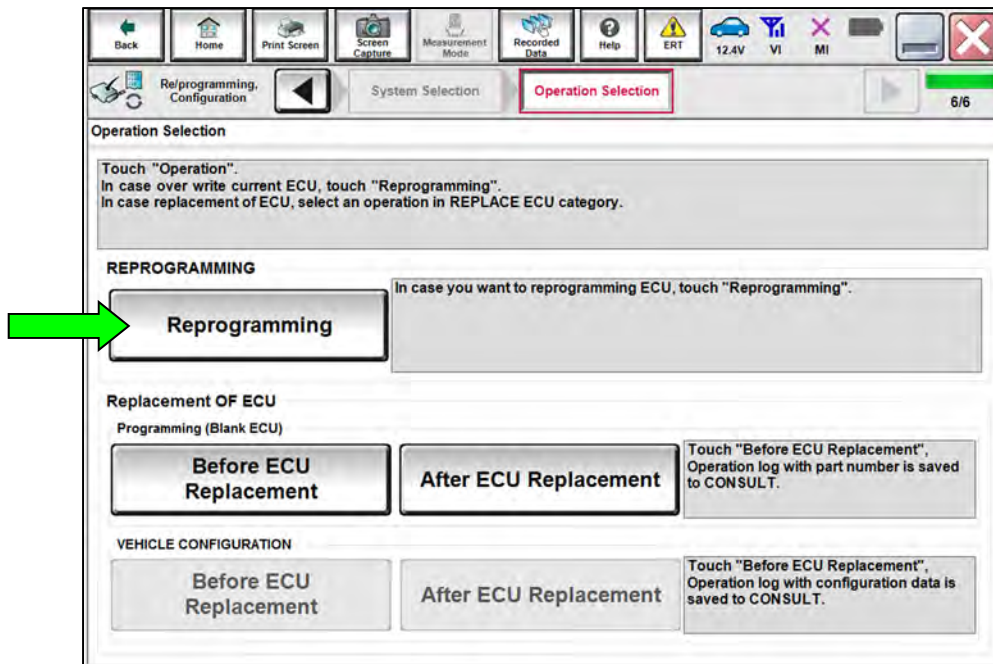 Back
Home
Print Screen
Screen
Capture
Measurement
Mode
Recorded
Data
Help
ERT
12.4V
VI
MI
Re/programming,
Configuration
System Selection
Operation Selection
6/6
Operation Selection
Touch "Operation".
In case over write current ECU, touch "Reprogramming".
In case replacement of ECU, select an operation in REPLACE ECU category.
REPROGRAMMING
Reprogramming
In case you want to reprogramming ECU, touch "Reprogramming".
Replacement OF ECU
Programming (Blank ECU)
Before ECU
Replacement
After ECU Replacement
Touch "Before ECU Replacement",
Operation log with part number is saved
to CONSULT.
VEHICLE CONFIGURATION
Before ECU
Replacement
After ECU Replacement
Touch "Before ECU Replacement",
Operation log with configuration data is
saved to CONSULT.